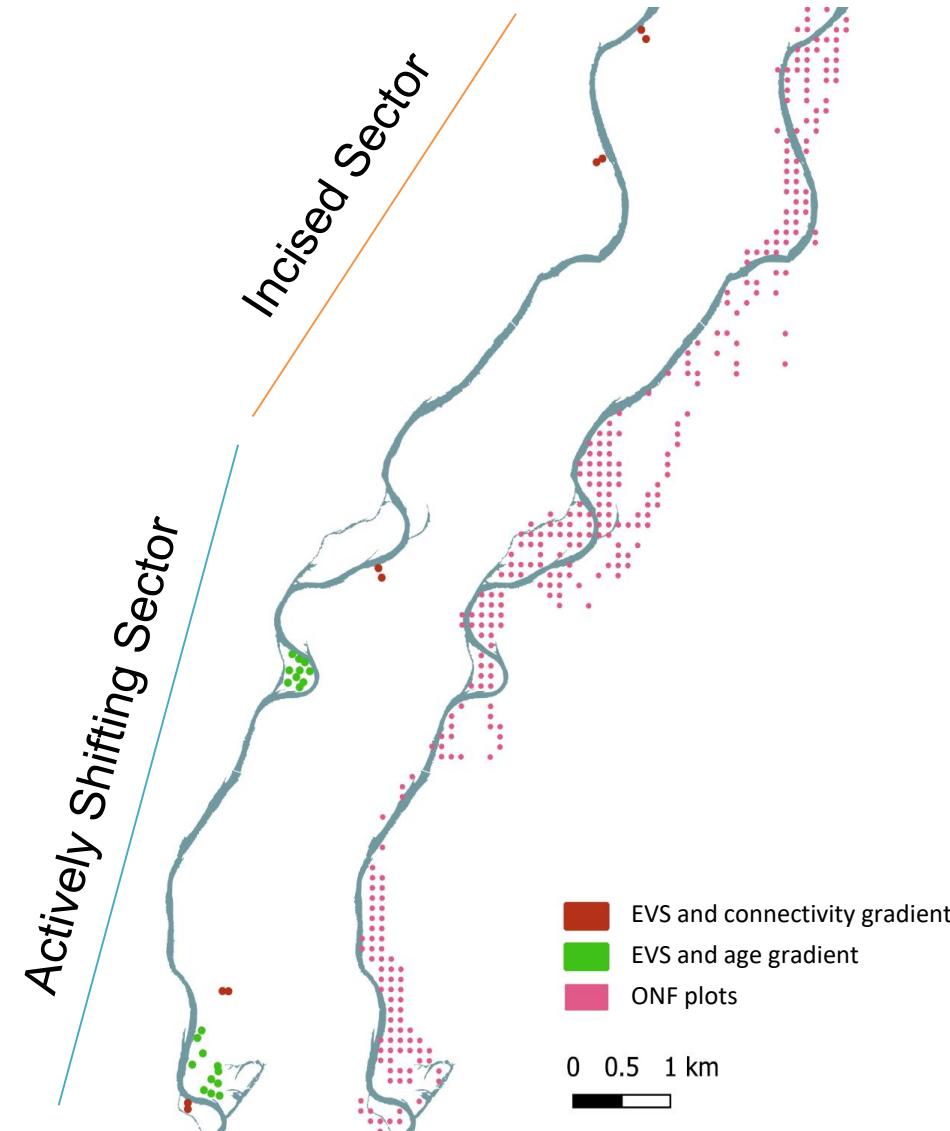 Incised Sector
Actively Shifting Sector
EVS and connectivity gradient
EVS and age gradient
ONF plots
0 0.5 1 km